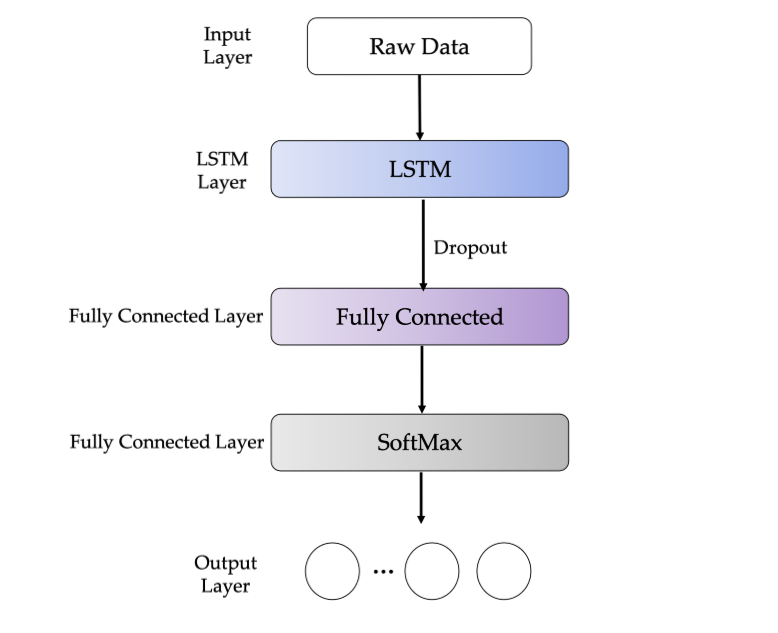 Input
Layer
Raw Data
LSTM
Layer
LSTM
Dropout
Fully Connected Layer
Fully Connected
Fully Connected Layer
SoftMax
Output
Layer
...